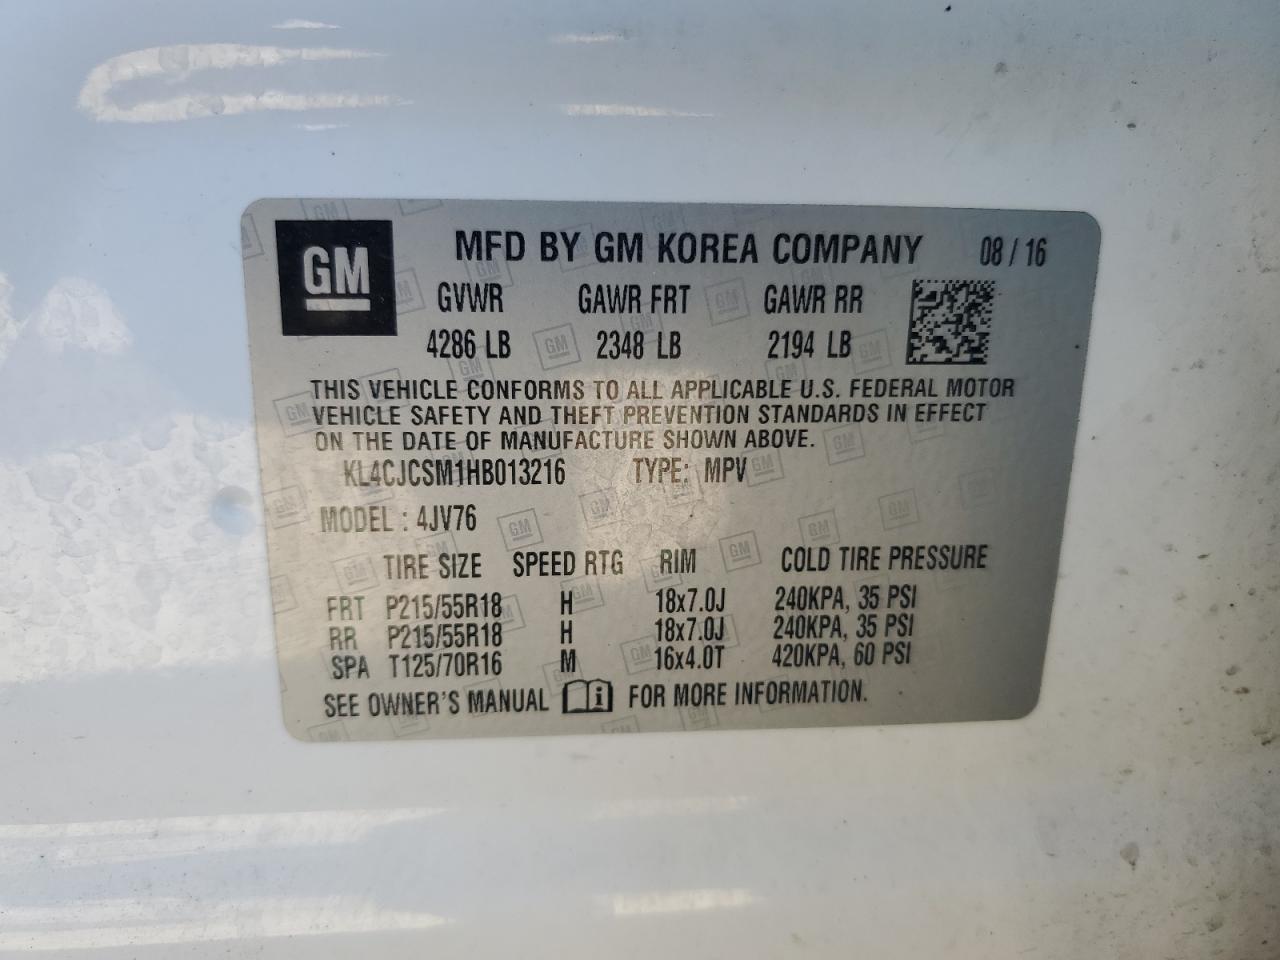 GM MFD BY GM KOREA COMPANY 08 / 16
GVWR GAWR FRT GAWR RR
4286 LB 2348 LB 2194 LB
THIS VEHICLE CONFORMS TO ALL APPLICABLE U.S. FEDERAL MOTOR
VEHICLE SAFETY AND THEFT PREVENTION STANDARDS IN EFFECT
ON THE DATE OF MANUFACTURE SHOWN ABOVE.
KL4CJCSM1HB013216 TYPE: MPV
MODEL : 4JV76
TIRE SIZE SPEED RTG RIM COLD TIRE PRESSURE
FRT P215/55R18 H 18x7.0J 240KPA, 35 PSI
RR P215/55R18 H 18x7.0J 240KPA, 35 PSI
SPA T125/70R16 M 16x4.0T 420KPA, 60 PSI
SEE OWNER'S MANUAL i FOR MORE INFORMATION.